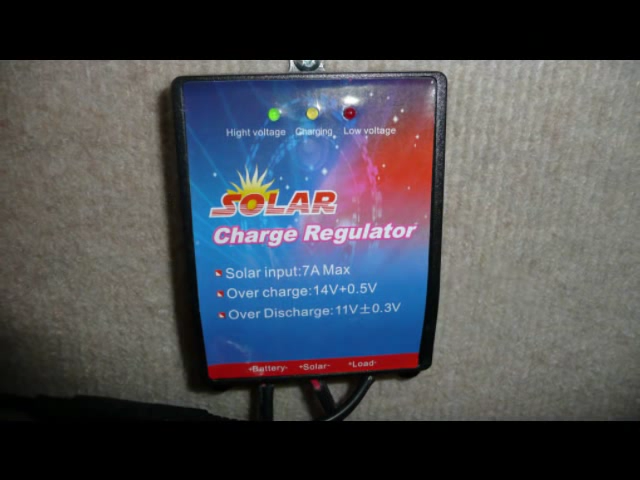 Hight voltage Charging Low voltage
SOLAR
Charge Regulator
Solar input:7A Max
Over charge:14V+0.5V
Over Discharge:11V±0.3V
+Battery- +Solar- +Load-